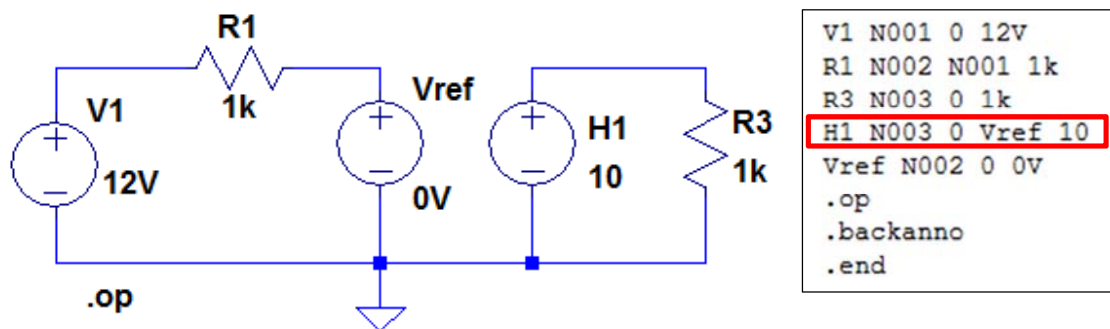 R1
1k
V1
12V
Vref
0V
H1
10
R3
1k
.op
V1 N001 0 12V
R1 N002 N001 1k
R3 N003 0 1k
H1 N003 0 Vref 10
Vref N002 0 0V
.op
.backanno
.end